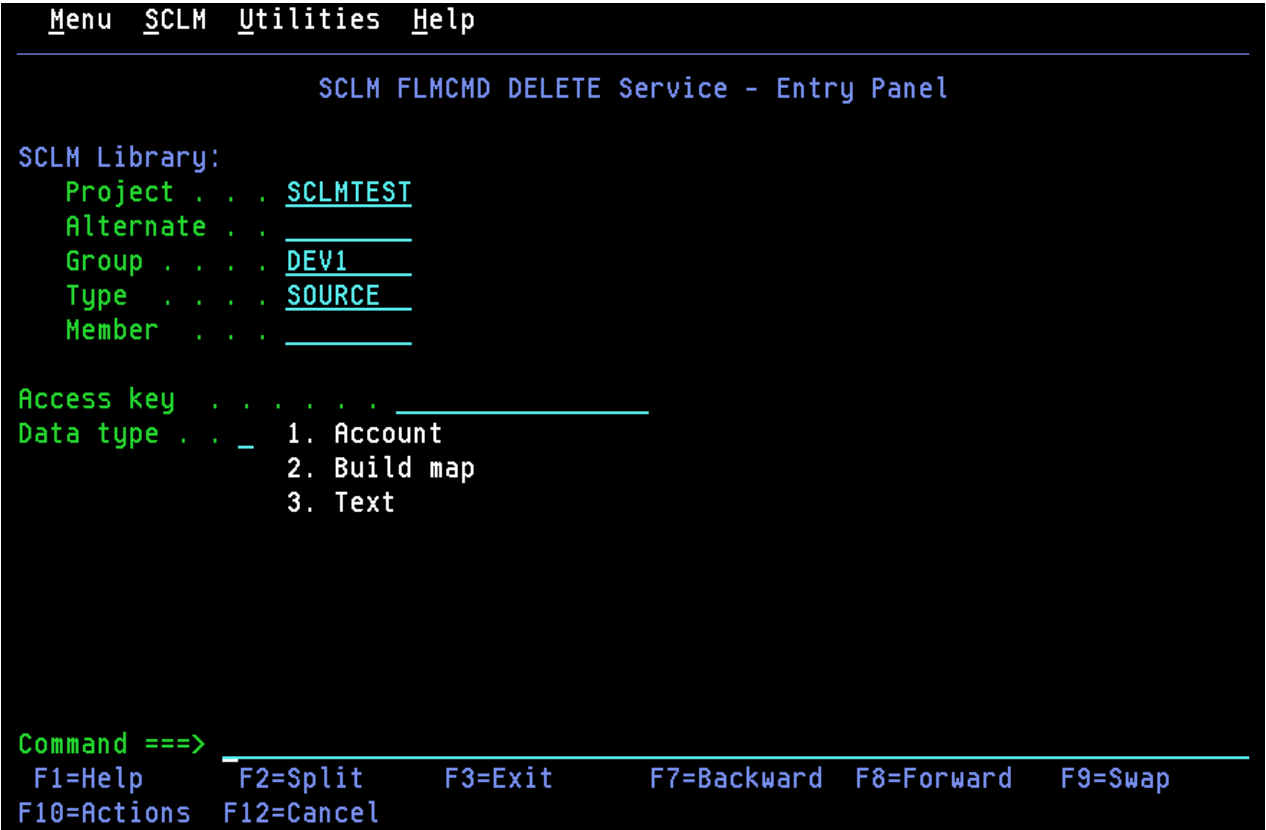 Menu SCLM Utilities Help
SCLM FLMCMD DELETE Service - Entry Panel
SCLM Library:
Project . . . SCLMTEST
Alternate . .
Group . . . . DEV1
Type . . . . SOURCE
Member . . .
Access key . . . . . .
Data type . . _ 1. Account
2. Build map
3. Text
Command ===>
F1=Help F2=Split F3=Exit F7=Backward F8=Forward F9=Swap
F10=Actions F12=Cancel